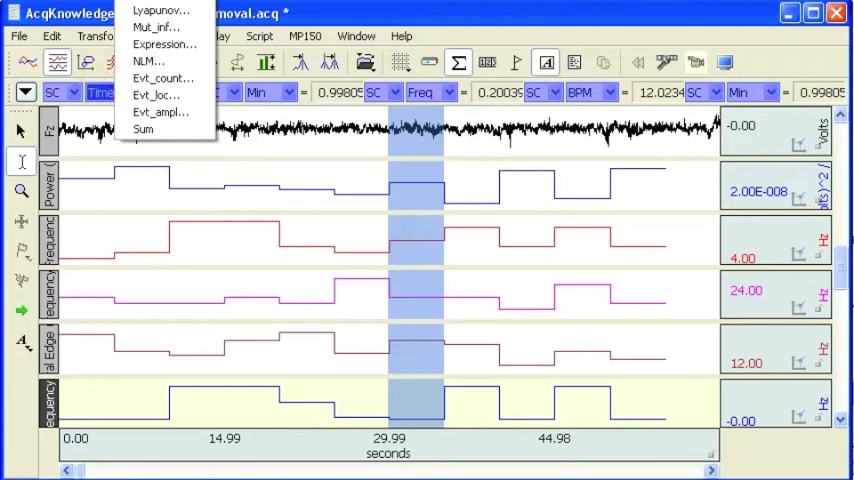 AcqKnowledge
moval.acq *
Lyapunov...
Mut_inf...
Expression...
NLM...
Evt_count...
Evt_loc...
Evt_ampl...
Sum
File Edit Transfo
lay Script MP150 Window Help
SC Time
Min = 0.99805 SC Freq = 0.20039 SC BPM = 12.0234 SC Min = 0.99805
Fz
-0.00
Volts
Power (
2.00E-008
olts)^2 /
Frequenc
4.00
Hz
equency
24.00
Hz
al Edge
12.00
Hz
equency
-0.00
Hz
0.00 14.99 29.99 44.98
seconds